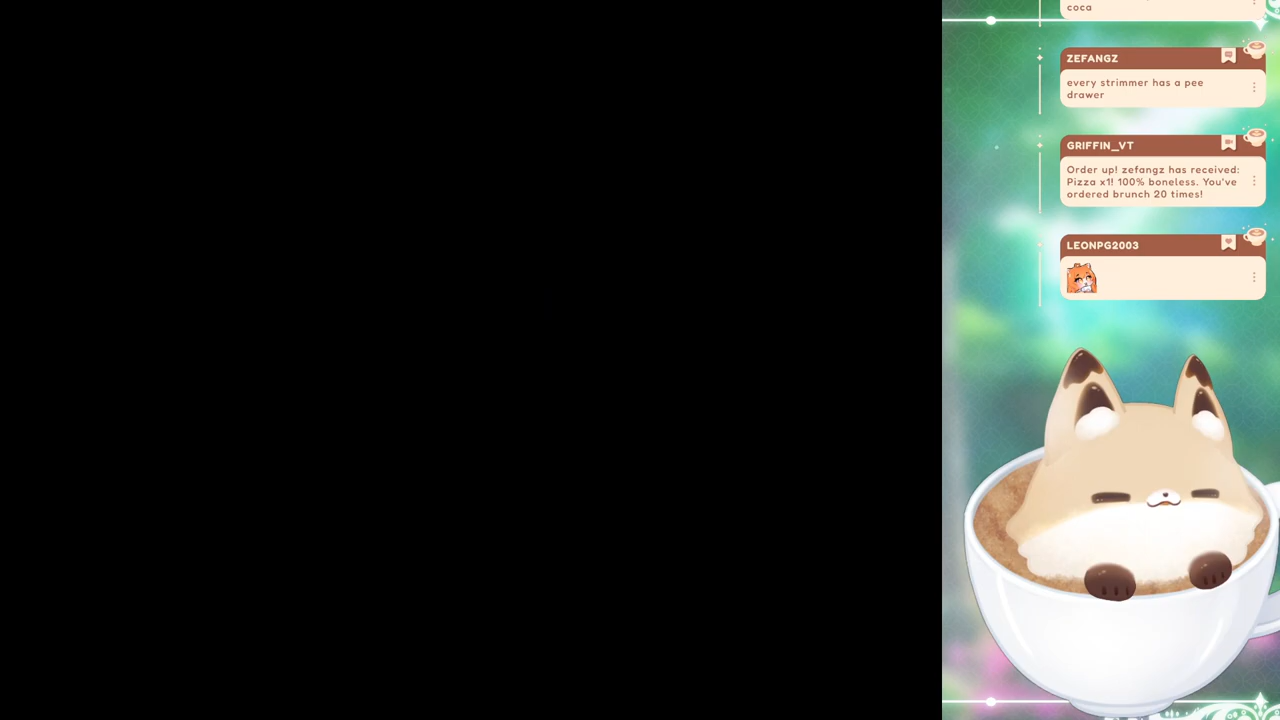 coca
ZEFANGZ
every strimmer has a pee
drawer
GRIFFIN_VT
Order up! zefangz has received:
Pizza x1! 100% boneless. You've
ordered brunch 20 times!
LEONPG2003